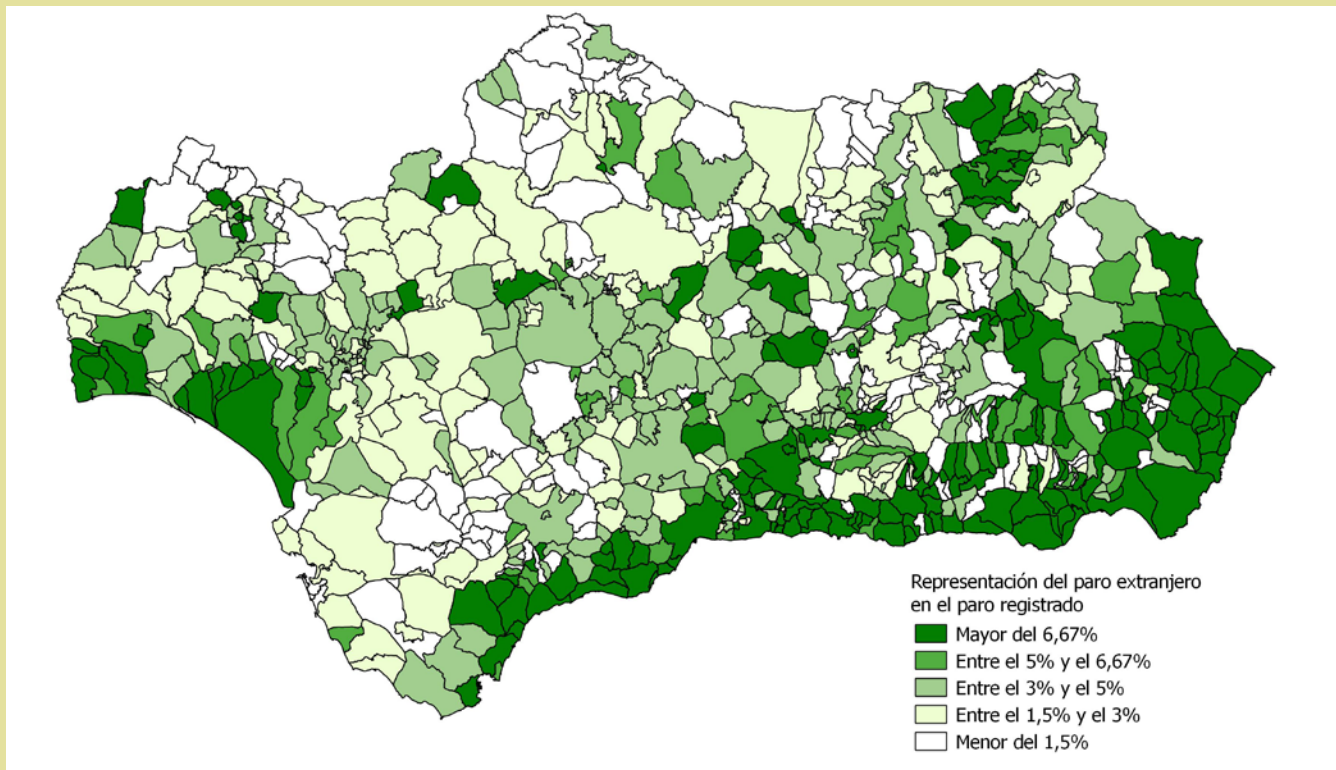 Representación del paro extranjero
en el paro registrado
Mayor del 6,67%
Entre el 5% y el 6,67%
Entre el 3% y el 5%
Entre el 1,5% y el 3%
Menor del 1,5%